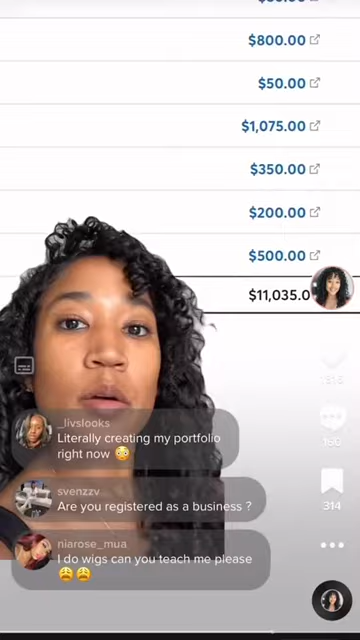 $800.00
$50.00
$1,075.00
$350.00
$200.00
$500.00
$11,035.0
_livslooks
Literally creating my portfolio
right now 😳
svenzzv
Are you registered as a business ?
niarose_mua
I do wigs can you teach me please
😩😩
314